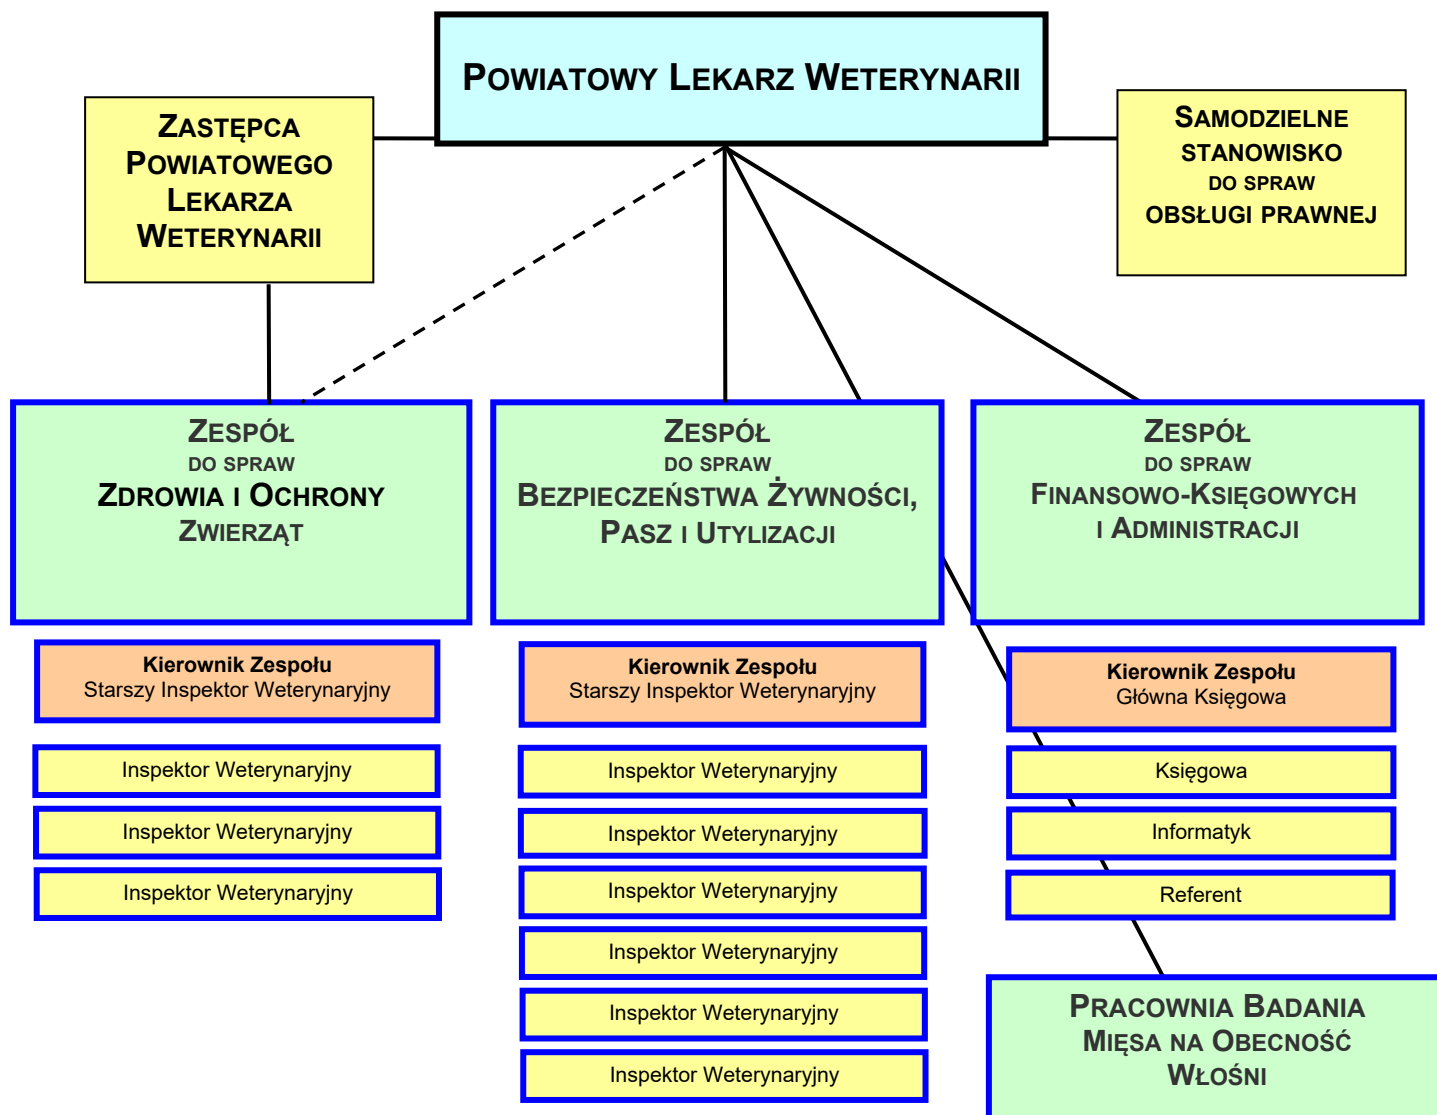 POWIATOWY LEKARZ WETERYNARII
ZASTĘPCA
POWIATOWEGO
LEKARZA
WETERYNARII
SAMODZIELNE
STANOWISKO
DO SPRAW
OBSŁUGI PRAWNEJ
ZESPÓŁ
DO SPRAW
ZDROWIA I OCHRONY
ZWIERZĄT
Kierownik Zespołu
Starszy Inspektor Weterynaryjny
Inspektor Weterynaryjny
Inspektor Weterynaryjny
Inspektor Weterynaryjny
ZESPÓŁ
DO SPRAW
BEZPIECZEŃSTWA ŻYWNOŚCI,
PASZ I UTYLIZACJI
Kierownik Zespołu
Starszy Inspektor Weterynaryjny
Inspektor Weterynaryjny
Inspektor Weterynaryjny
Inspektor Weterynaryjny
Inspektor Weterynaryjny
Inspektor Weterynaryjny
Inspektor Weterynaryjny
ZESPÓŁ
DO SPRAW
FINANSOWO-KSIĘGOWYCH
I ADMINISTRACJI
Kierownik Zespołu
Główna Księgowa
Księgowa
Informatyk
Referent
PRACOWNIA BADANIA
MIĘSA NA OBECNOŚĆ
WŁOŚNI